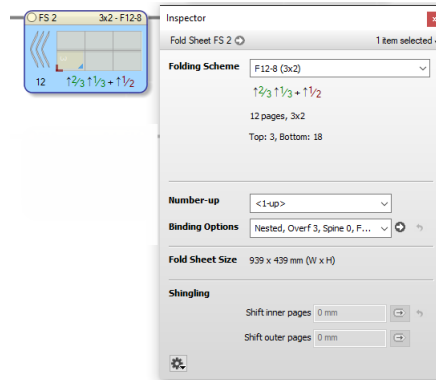 FS 2 3x2 - F12-8
12 ↑2/3 ↑1/3 + ↑1/2
Inspector
Fold Sheet FS 2 1 item selected
Folding Scheme F12-8 (3x2)
↑2/3 ↑1/3 + ↑1/2
12 pages, 3x2
Top: 3, Bottom: 18
Number-up <1-up>
Binding Options Nested, Overf 3, Spine 0, F...
Fold Sheet Size 939 x 439 mm (W x H)
Shingling
Shift inner pages 0 mm
Shift outer pages 0 mm